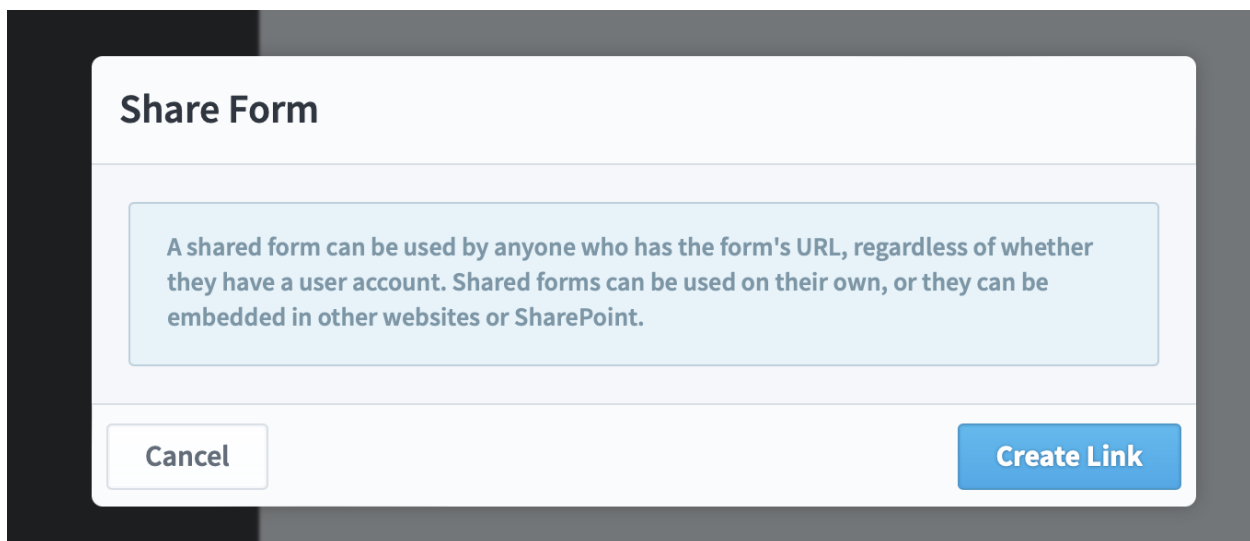 Share Form
A shared form can be used by anyone who has the form's URL, regardless of whether
they have a user account. Shared forms can be used on their own, or they can be
embedded in other websites or SharePoint.
Cancel
Create Link